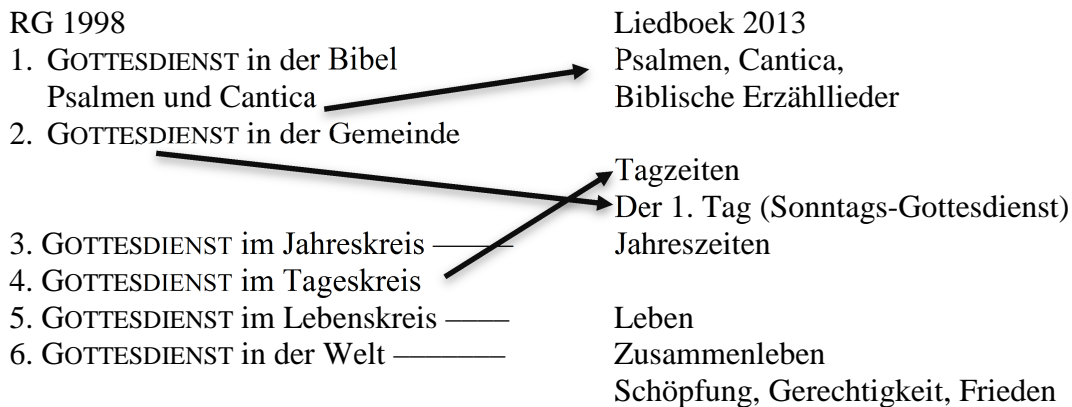 RG 1998 Liedboek 2013
1. GOTTESDIENST in der Bibel Psalmen, Cantica,
Psalmen und Cantica Biblische Erzähllieder
2. GOTTESDIENST in der Gemeinde
Tagzeiten
Der 1. Tag (Sonntags-Gottesdienst)
3. GOTTESDIENST im Jahreskreis ——— Jahreszeiten
4. GOTTESDIENST im Tageskreis
5. GOTTESDIENST im Lebenskreis ——— Leben
6. GOTTESDIENST in der Welt ———— Zusammenleben
Schöpfung, Gerechtigkeit, Frieden